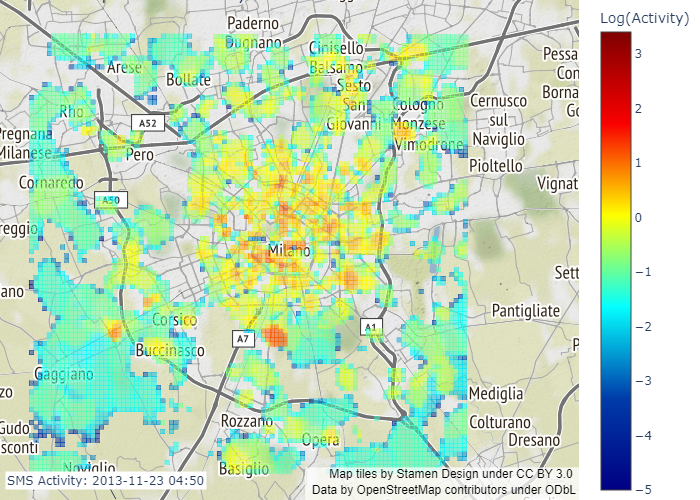 Paderno
Dugnano
Cinisello
Balsamo
Arese
Bollate
Sesto
San
Giovanni
Cologno
Monzese
Vimodrone
Cernusco
sul
Naviglio
Pioltello
Pessa
Con
Borna
Go
Rho
A52
Pregnana
Milanese
Pero
Cornaredo
A50
reggio
Vignat
Milano
Sett
ano
Corsico
Buccinasco
A7
A1
Pantigliate
P
Gaggiano
zo
Mediglia
Rozzano
Colturano
Gudo
sconti
Opera
Dresano
Noviglio
Basiglio
SMS Activity: 2013-11-23 04:50
Map tiles by Stamen Design under CC BY 3.0
Data by OpenStreetMap contributors under ODbL
Log(Activity)
3
2
1
0
−1
−2
−3
−4
−5